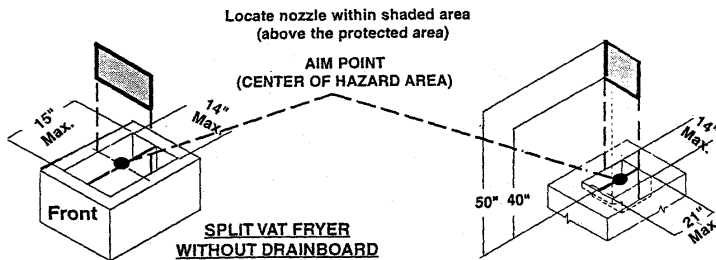 Locate nozzle within shaded area
(above the protected area)
AIM POINT
(CENTER OF HAZARD AREA)
15"
Max.
14"
Max.
Front
SPLIT VAT FRYER
WITHOUT DRAINBOARD
50" 40"
14"
Max.
21"
Max